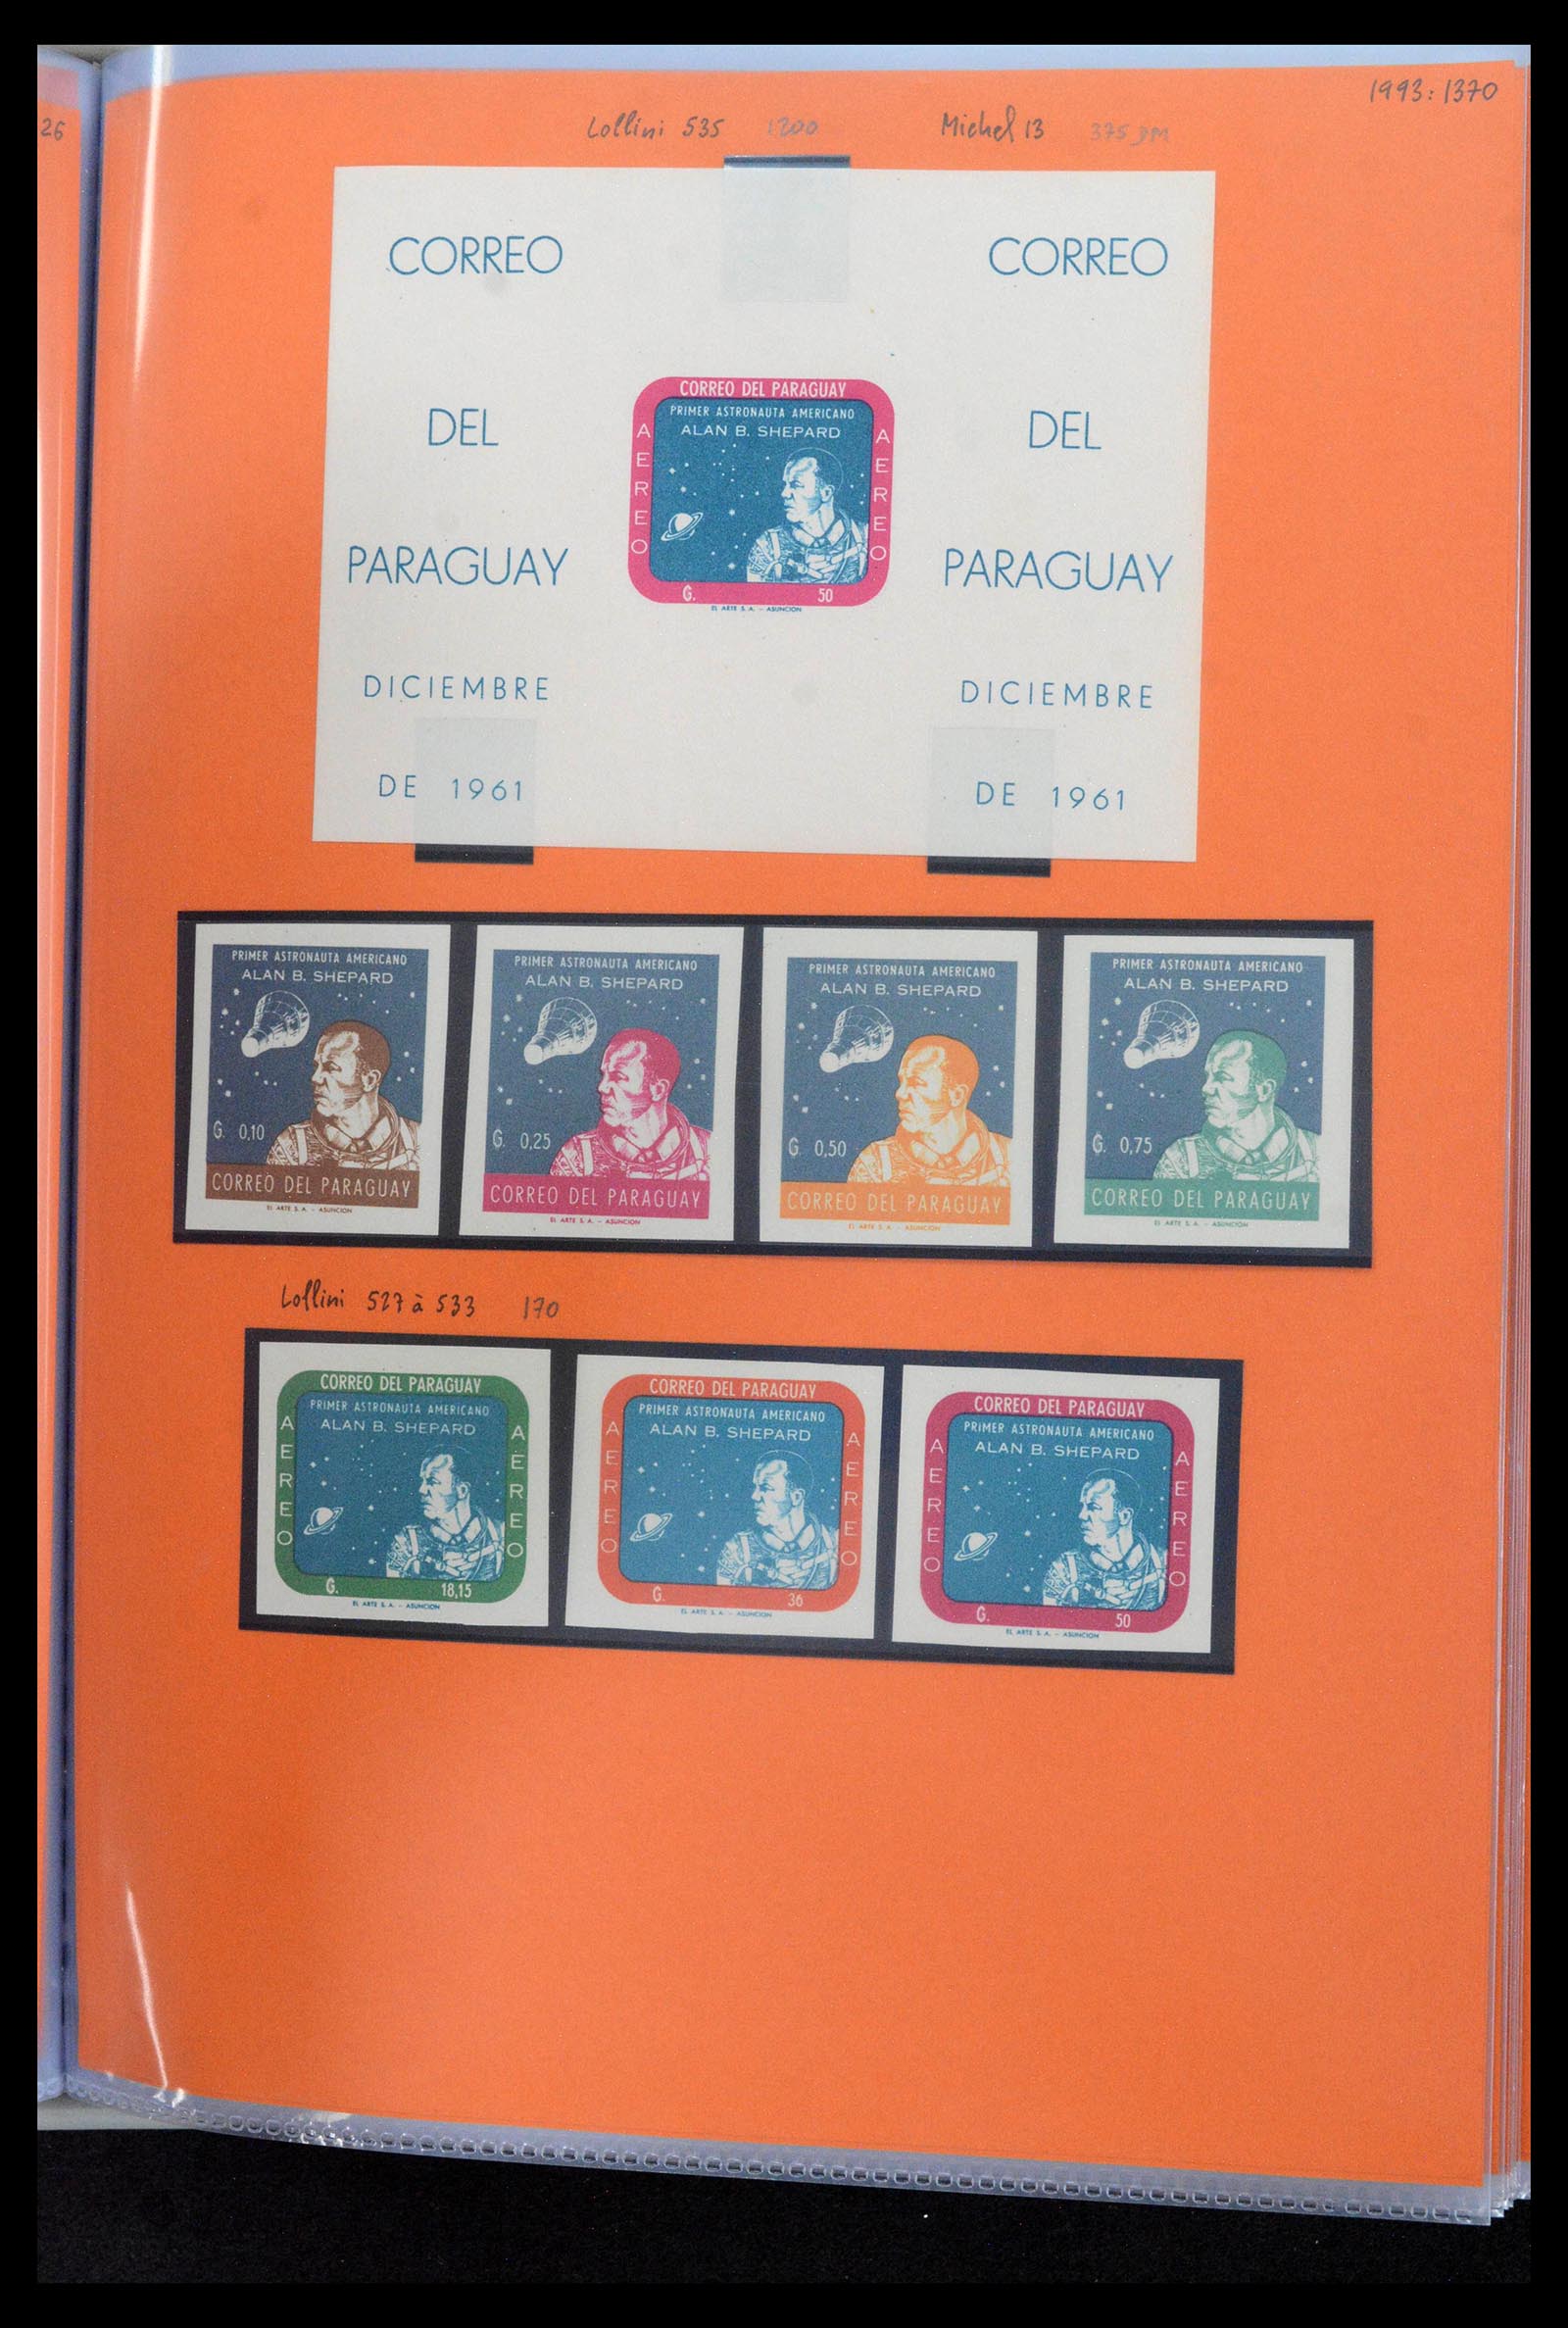 26
1993: 1370
Lollini 535 1200 Michel 13 375 DM
CORREO
DEL
PARAGUAY
DICIEMBRE
DE 1961
CORREO DEL PARAGUAY
PRIMER ASTRONAUTA AMERICANO
ALAN B. SHEPARD
AEREO
AEREO
G. 50
EL ARTE S. A. - ASUNCION
CORREO
DEL
PARAGUAY
DICIEMBRE
DE 1961
PRIMER ASTRONAUTA AMERICANO
ALAN B. SHEPARD
G. 0,10
CORREO DEL PARAGUAY
EL ARTE S. A. - ASUNCION
PRIMER ASTRONAUTA AMERICANO
ALAN B. SHEPARD
G. 0,25
CORREO DEL PARAGUAY
EL ARTE S. A. - ASUNCION
PRIMER ASTRONAUTA AMERICANO
ALAN B. SHEPARD
G. 0,50
CORREO DEL PARAGUAY
EL ARTE S. A. - ASUNCION
PRIMER ASTRONAUTA AMERICANO
ALAN B. SHEPARD
G. 0,75
CORREO DEL PARAGUAY
EL ARTE S. A. - ASUNCION
Lollini 527 à 533 170
CORREO DEL PARAGUAY
PRIMER ASTRONAUTA AMERICANO
ALAN B. SHEPARD
AEREO
AEREO
G. 18,15
EL ARTE S. A. - ASUNCION
CORREO DEL PARAGUAY
PRIMER ASTRONAUTA AMERICANO
ALAN B. SHEPARD
AEREO
AEREO
G. 36
EL ARTE S. A. - ASUNCION
CORREO DEL PARAGUAY
PRIMER ASTRONAUTA AMERICANO
ALAN B. SHEPARD
AEREO
AEREO
G. 50
EL ARTE S. A. - ASUNCION